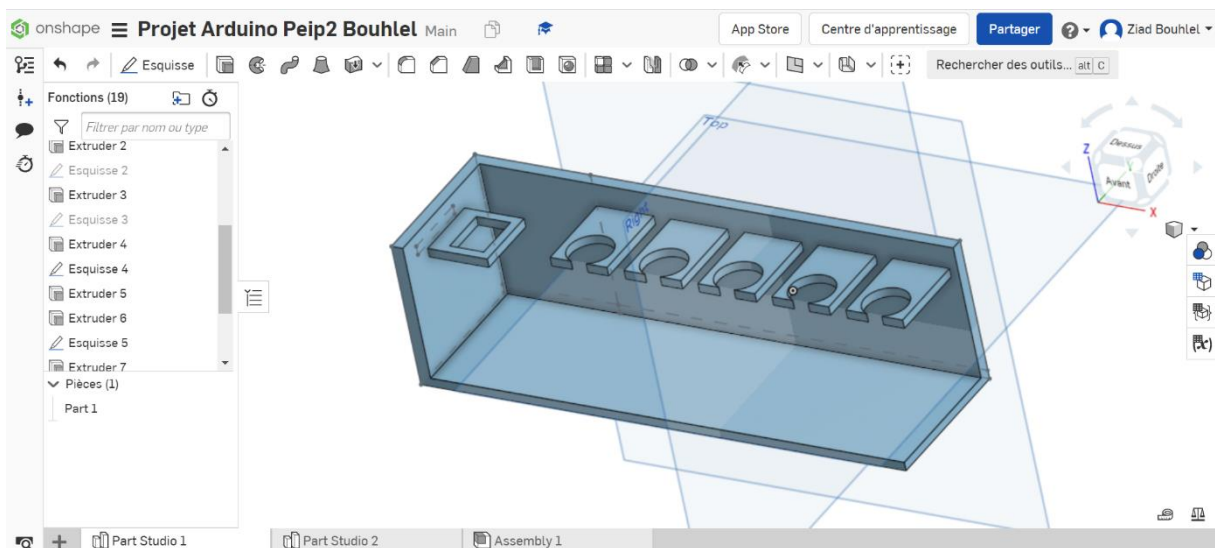 onshape Projet Arduino Peip2 Bouhlel Main App Store Centre d'apprentissage Partager ? Ziad Bouhlel
Esquisse Rechercher des outils... alt C
Fonctions (19)
Filtrer par nom ou type
Extruder 2
Esquisse 2
Extruder 3
Esquisse 3
Extruder 4
Esquisse 4
Extruder 5
Extruder 6
Esquisse 5
Extruder 7
Pièces (1)
Part 1
Top
Right
Z
Dessus
Y
Avant
Droite
X
(x)
Part Studio 1 Part Studio 2 Assembly 1